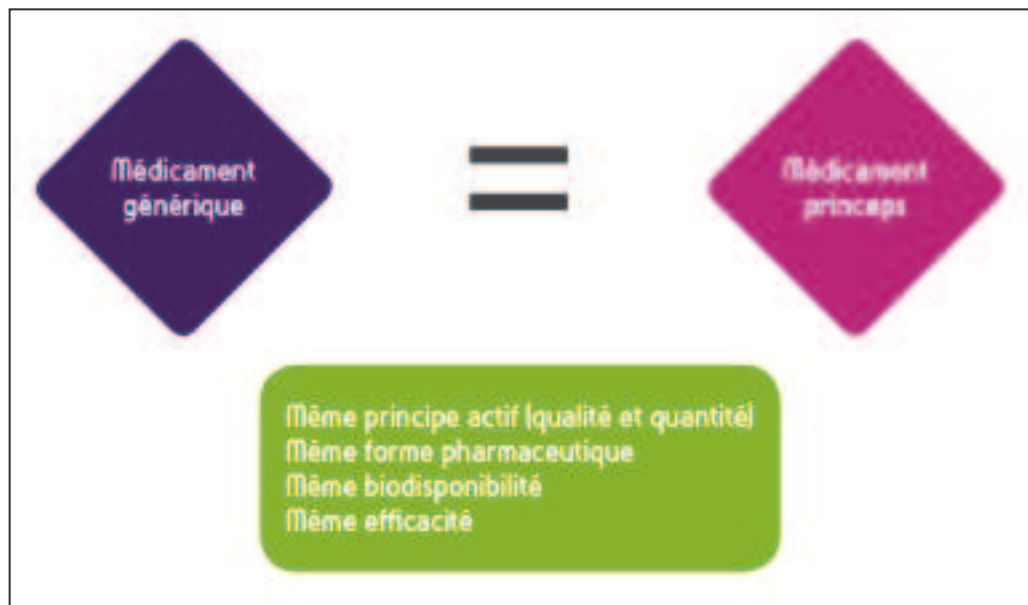 Médicament
générique
=
Médicament
princeps
Même principe actif (qualité et quantité)
Même forme pharmaceutique
Même biodisponibilité
Même efficacité